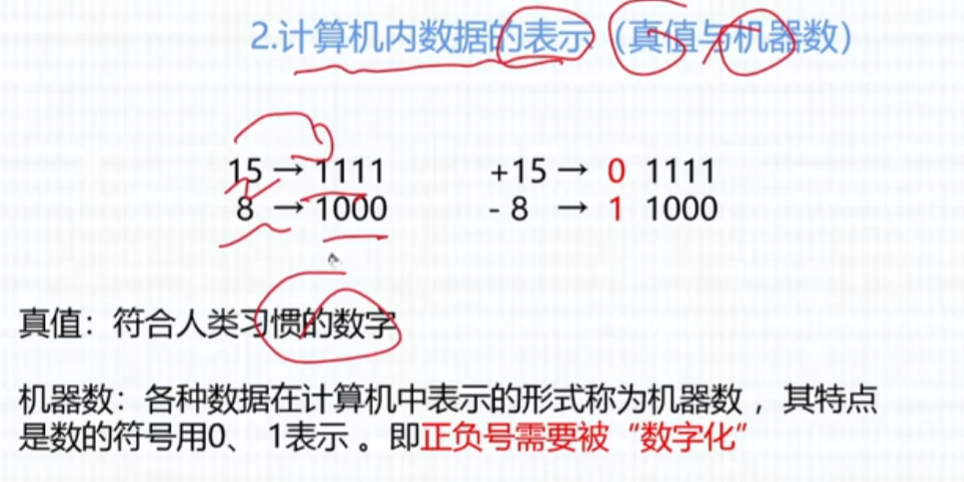 2.计算机内数据的表示（真值与机器数）
15 → 1111
+15 → 0 1111
8 → 1000
- 8 → 1 1000
真值：符合人类习惯的数字
机器数：各种数据在计算机中表示的形式称为机器数 ，其特点
是数的符号用0、1表示 。即正负号需要被“数字化”